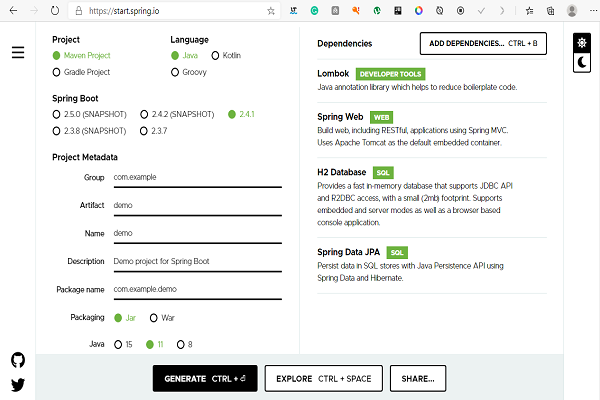 https://start.spring.io
Project
Maven Project
Gradle Project
Language
Java Kotlin
Groovy
Spring Boot
2.5.0 (SNAPSHOT) 2.4.2 (SNAPSHOT) 2.4.1
2.3.8 (SNAPSHOT) 2.3.7
Project Metadata
Group com.example
Artifact demo
Name demo
Description Demo project for Spring Boot
Package name com.example.demo
Packaging Jar War
Java 15 11 8
Dependencies
ADD DEPENDENCIES... CTRL + B
Lombok DEVELOPER TOOLS
Java annotation library which helps to reduce boilerplate code.
Spring Web WEB
Build web, including RESTful, applications using Spring MVC.
Uses Apache Tomcat as the default embedded container.
H2 Database SQL
Provides a fast in-memory database that supports JDBC API
and R2DBC access, with a small (2mb) footprint. Supports
embedded and server modes as well as a browser based
console application.
Spring Data JPA SQL
Persist data in SQL stores with Java Persistence API using
Spring Data and Hibernate.
GENERATE CTRL + ⏎ EXPLORE CTRL + SPACE SHARE...